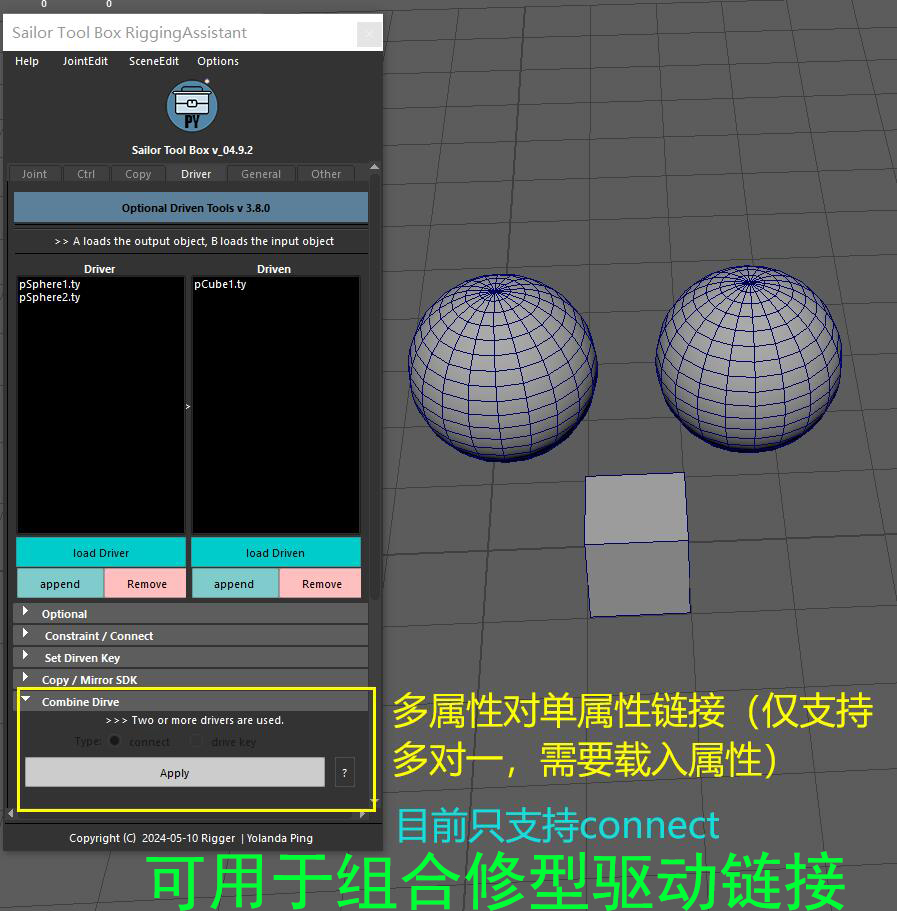 0 0
Sailor Tool Box RiggingAssistant
Help JointEdit SceneEdit Options
PY
Sailor Tool Box v_04.9.2
Joint Ctrl Copy Driver General Other
Optional Driven Tools v 3.8.0
>> A loads the output object, B loads the input object
Driver Driven
pSphere1.ty pCube1.ty
pSphere2.ty
>
load Driver load Driven
append Remove append Remove
Optional
Constraint / Connect
Set Dirven Key
Copy / Mirror SDK
Combine Dirve
>>> Two or more drivers are used.
Type: connect drive key
Apply ?
多属性对单属性链接（仅支持
多对一，需要载入属性）
目前只支持connect
Copyright (C) 2024-05-10 Rigger | Yolanda Ping
可用于组合修型驱动链接